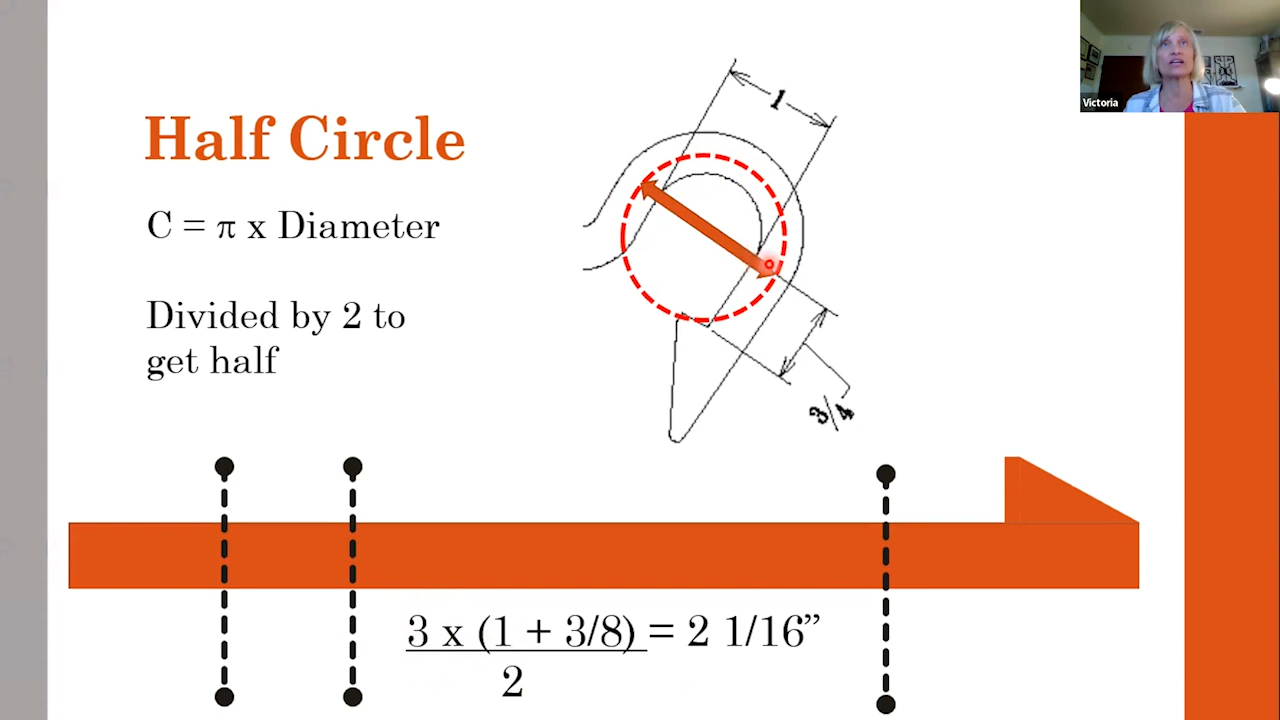 Victoria
Half Circle
C = π x Diameter
Divided by 2 to
get half
1
3/4
3 x (1 + 3/8) = 2 1/16”
2